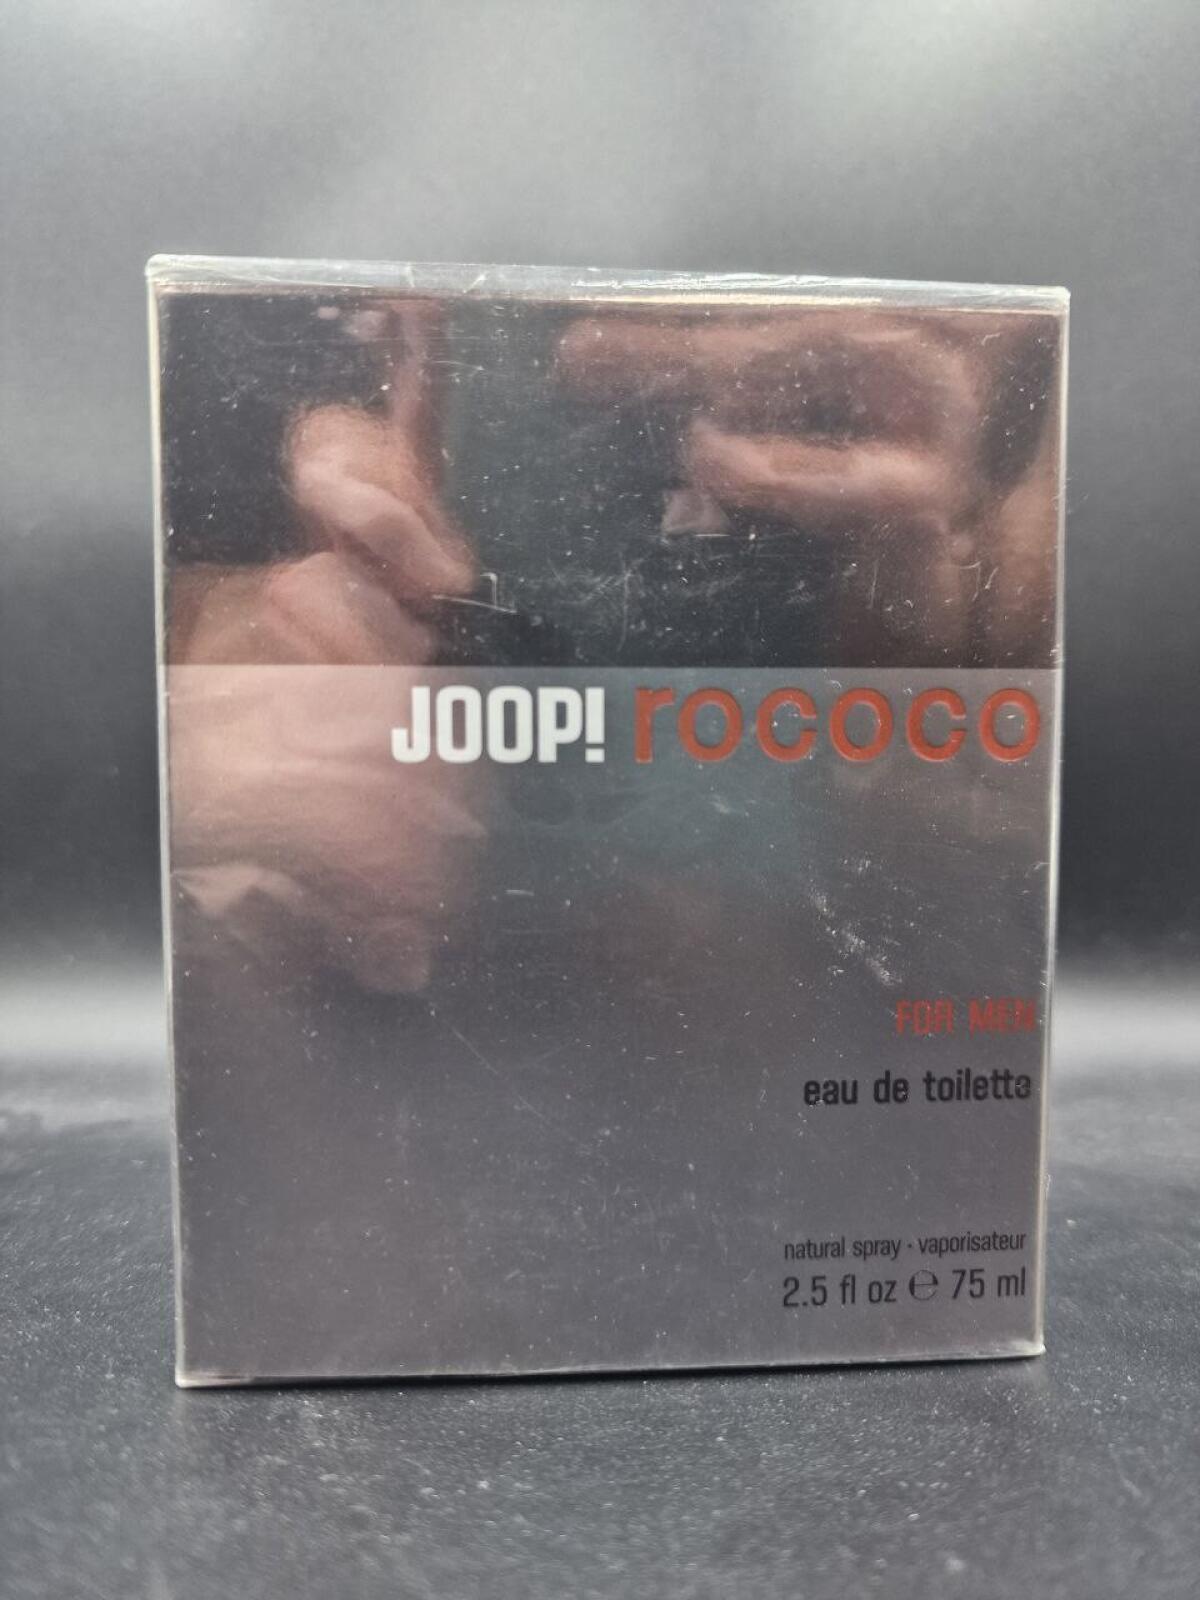 JOOP! rococo
FOR MEN
eau de toilette
natural spray · vaporisateur
2.5 fl oz ℮ 75 ml